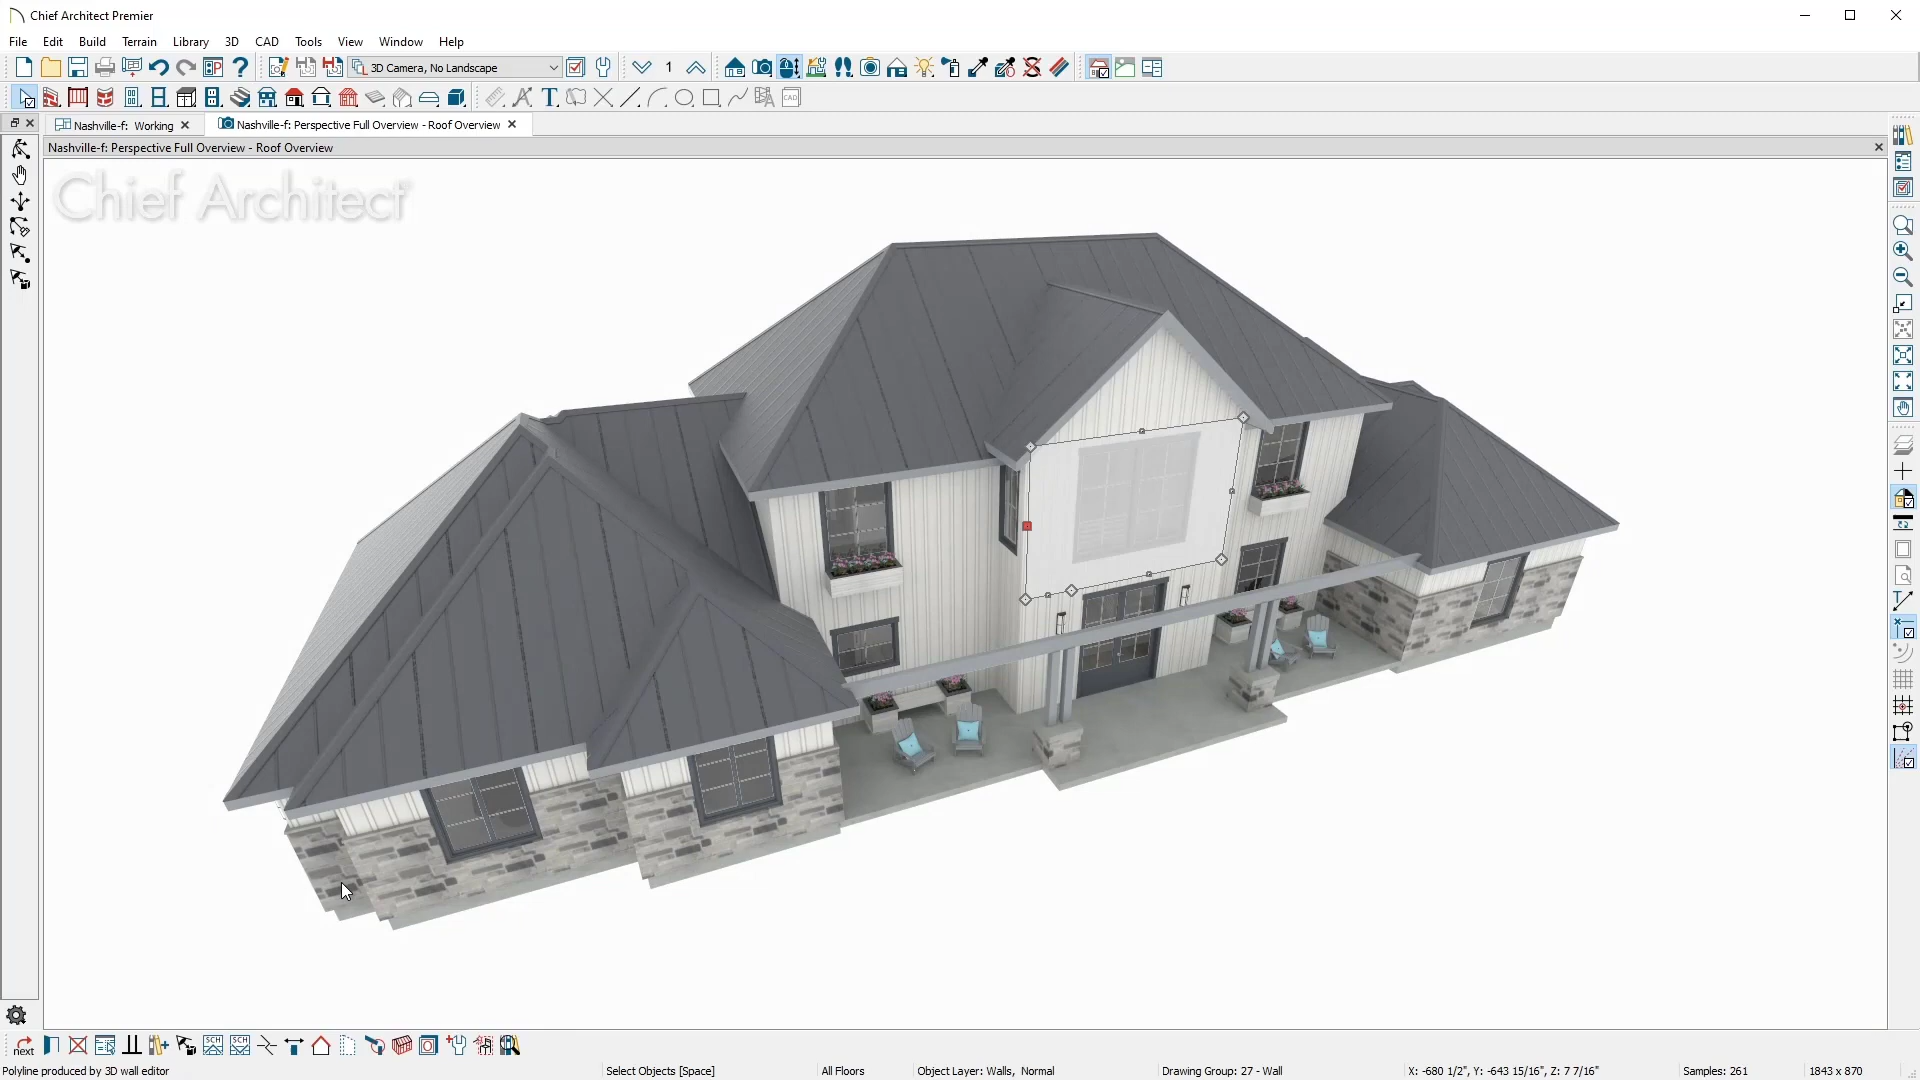 Chief Architect Premier
File Edit Build Terrain Library 3D CAD Tools View Window Help
3D Camera, No Landscape
1
Nashville-f: Working
Nashville-f: Perspective Full Overview - Roof Overview
Nashville-f: Perspective Full Overview - Roof Overview
Chief Architect
next
SCH
SCH
Polyline produced by 3D wall editor
Select Objects [Space]
All Floors
Object Layer: Walls, Normal
Drawing Group: 27 - Wall
X: -680 1/2", Y: -643 15/16", Z: 7 7/16"
Samples: 261
1843 x 870